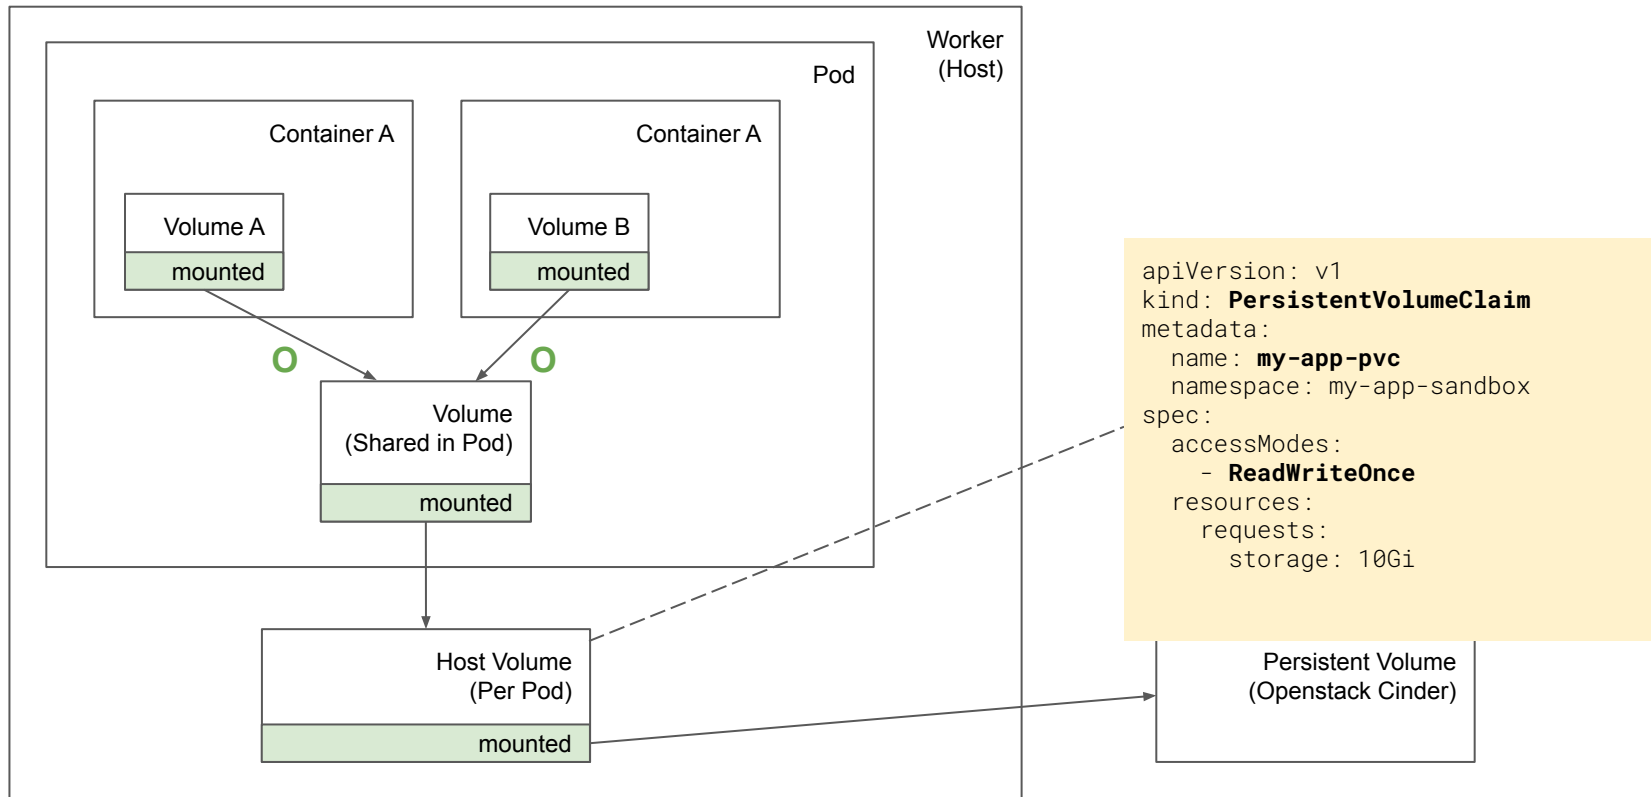 Worker
(Host)
Pod
Container A
Container A
Volume A
mounted
Volume B
mounted
O
O
Volume
(Shared in Pod)
mounted
Host Volume
(Per Pod)
mounted
apiVersion: v1
kind: PersistentVolumeClaim
metadata:
  name: my-app-pvc
  namespace: my-app-sandbox
spec:
  accessModes:
    - ReadWriteOnce
  resources:
    requests:
      storage: 10Gi
Persistent Volume
(Openstack Cinder)